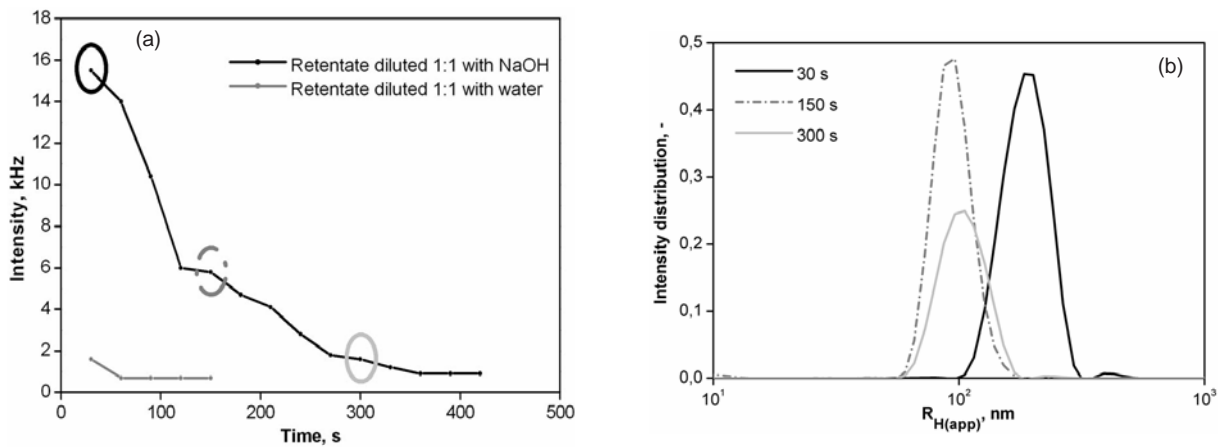 (a)
18
16
14
12
10
8
6
4
2
0
Intensity, kHz
Retentate diluted 1:1 with NaOH
Retentate diluted 1:1 with water
0 100 200 300 400 500
Time, s
(b)
0,5
0,4
0,3
0,2
0,1
0,0
Intensity distribution, -
30 s
150 s
300 s
10¹ 10² 10³
R_H(app), nm